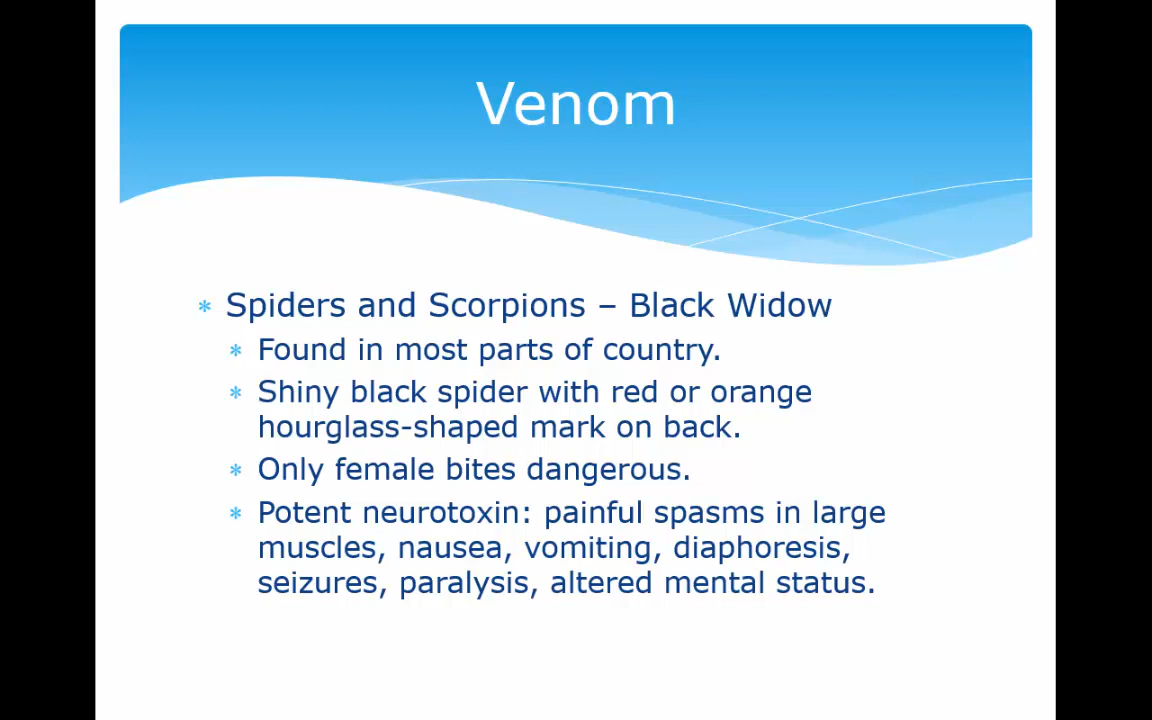 Venom
* Spiders and Scorpions – Black Widow
* Found in most parts of country.
* Shiny black spider with red or orange
hourglass-shaped mark on back.
* Only female bites dangerous.
* Potent neurotoxin: painful spasms in large
muscles, nausea, vomiting, diaphoresis,
seizures, paralysis, altered mental status.